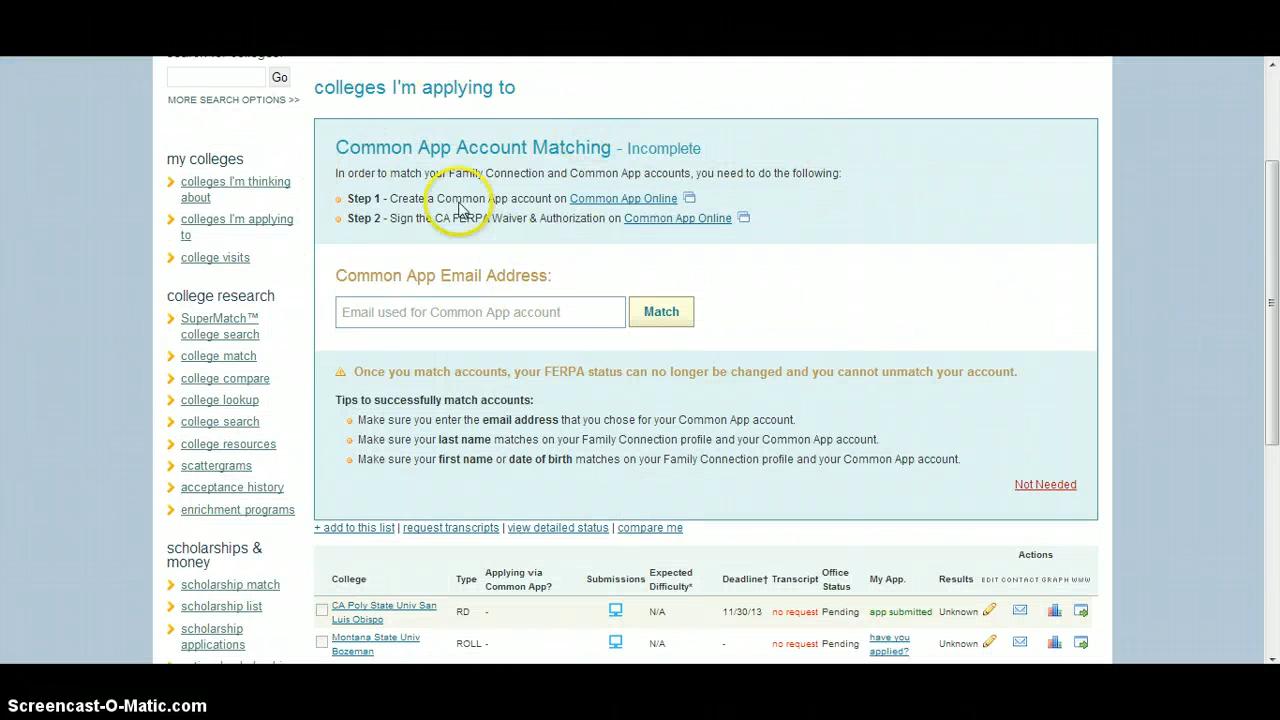 Go
MORE SEARCH OPTIONS >>
my colleges
colleges I'm thinking
about
colleges I'm applying
to
college visits
college research
SuperMatch™
college search
college match
college compare
college lookup
college search
college resources
scattergrams
acceptance history
enrichment programs
scholarships &
money
scholarship match
scholarship list
scholarship
applications
colleges I'm applying to
Common App Account Matching - Incomplete
In order to match your Family Connection and Common App accounts, you need to do the following:
Step 1 - Create a Common App account on Common App Online
Step 2 - Sign the CA FERPA Waiver & Authorization on Common App Online
Common App Email Address:
Email used for Common App account
Match
Once you match accounts, your FERPA status can no longer be changed and you cannot unmatch your account.
Tips to successfully match accounts:
Make sure you enter the email address that you chose for your Common App account.
Make sure your last name matches on your Family Connection profile and your Common App account.
Make sure your first name or date of birth matches on your Family Connection profile and your Common App account.
Not Needed
+ add to this list | request transcripts | view detailed status | compare me
Actions
College Type Applying via Common App? Submissions Expected Difficulty* Deadline† Transcript Office Status My App. Results EDIT CONTACT GRAPH WWW
CA Poly State Univ San Luis Obispo RD - N/A 11/30/13 no request Pending app submitted Unknown
Montana State Univ Bozeman ROLL - N/A - no request Pending have you applied? Unknown
Screencast-O-Matic.com